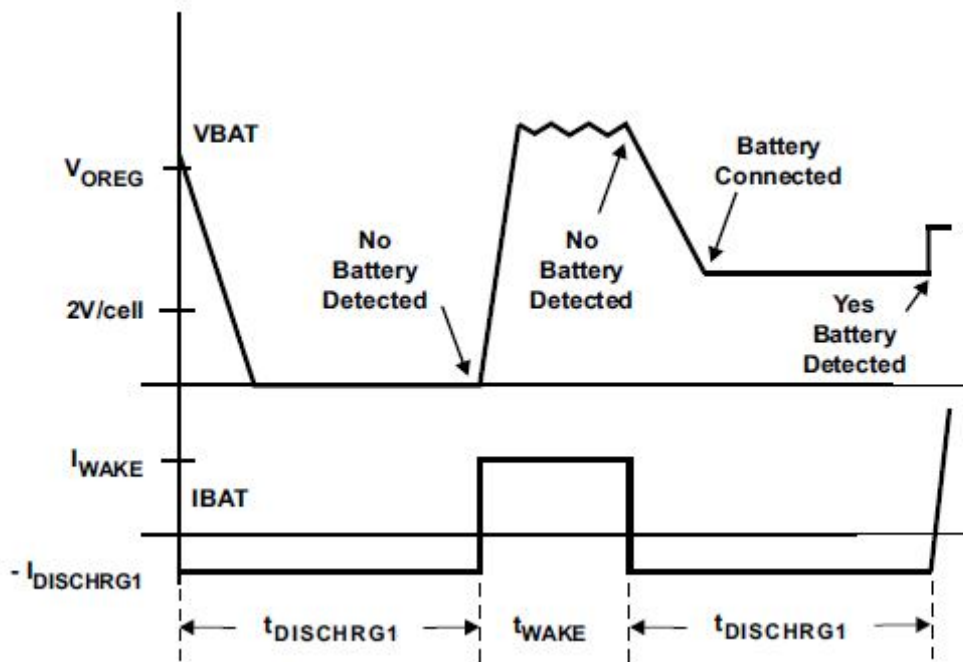 VBAT
VOREG
Battery
Connected
No
Battery
Detected
No
Battery
Detected
2V/cell
Yes
Battery
Detected
IWAKE
IBAT
- IDISCHRG1
tDISCHRG1
tWAKE
tDISCHRG1